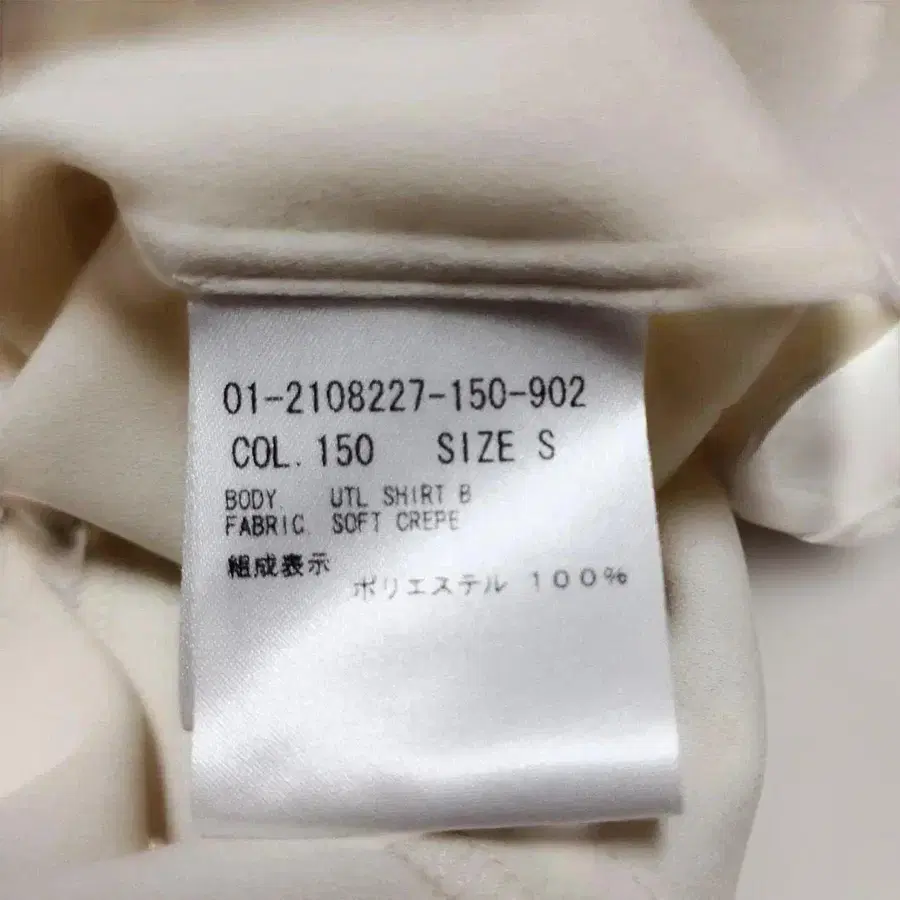 01-2108227-150-902
COL. 150 SIZE S
BODY. UTL SHIRT B
FABRIC. SOFT CREPE
組成表示
ポリエステル 100%